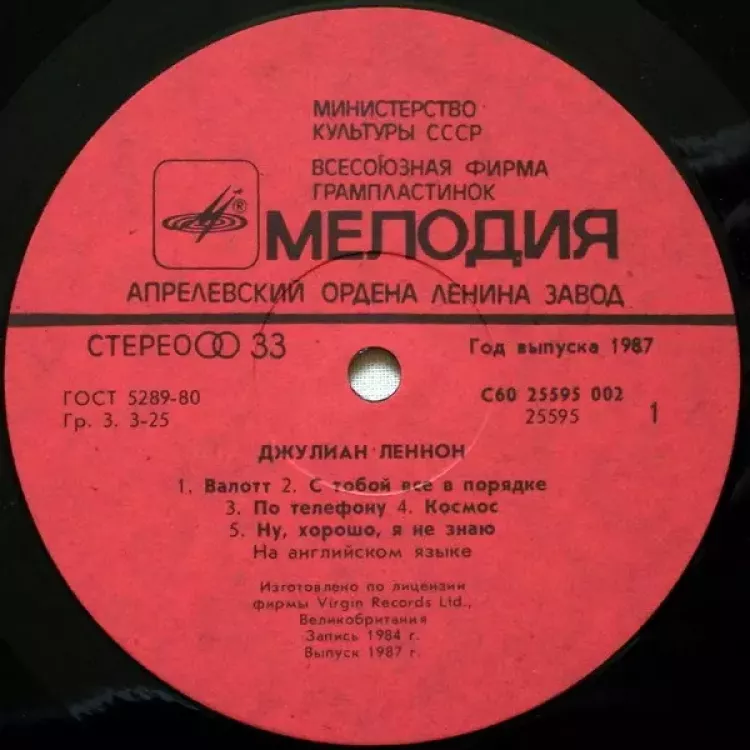 МИНИСТЕРСТВО
КУЛЬТУРЫ СССР
ВСЕСОЮЗНАЯ ФИРМА
ГРАМПЛАСТИНОК
®
МЕЛОДИЯ
АПРЕЛЕВСКИЙ ОРДЕНА ЛЕНИНА ЗАВОД
СТЕРЕО 33
Год выпуска 1987
ГОСТ 5289-80
Гр. 3. 3-25
С60 25595 002
25595
1
ДЖУЛИАН ЛЕННОН
1. Валотт 2. С тобой все в порядке
3. По телефону 4. Космос
5. Ну, хорошо, я не знаю
На английском языке
Изготовлено по лицензии
фирмы Virgin Records Ltd.,
Великобритания
Запись 1984 г.
Выпуск 1987 г.